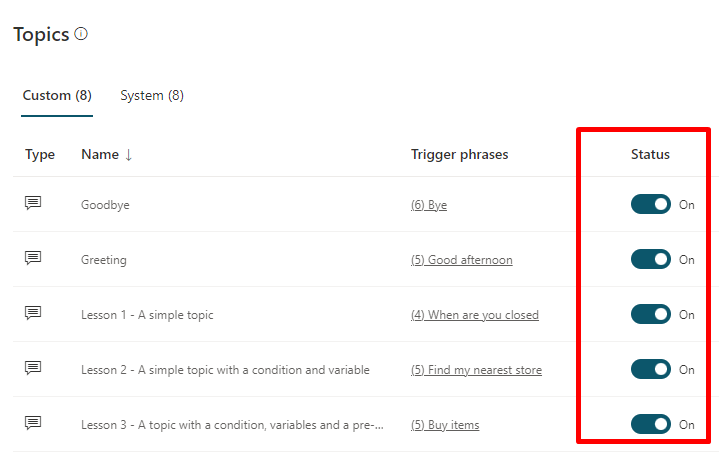 Topics
Custom (8) System (8)
Type Name ↓ Trigger phrases Status
Goodbye (6) Bye On
Greeting (5) Good afternoon On
Lesson 1 - A simple topic (4) When are you closed On
Lesson 2 - A simple topic with a condition and variable (5) Find my nearest store On
Lesson 3 - A topic with a condition, variables and a pre-... (5) Buy items On